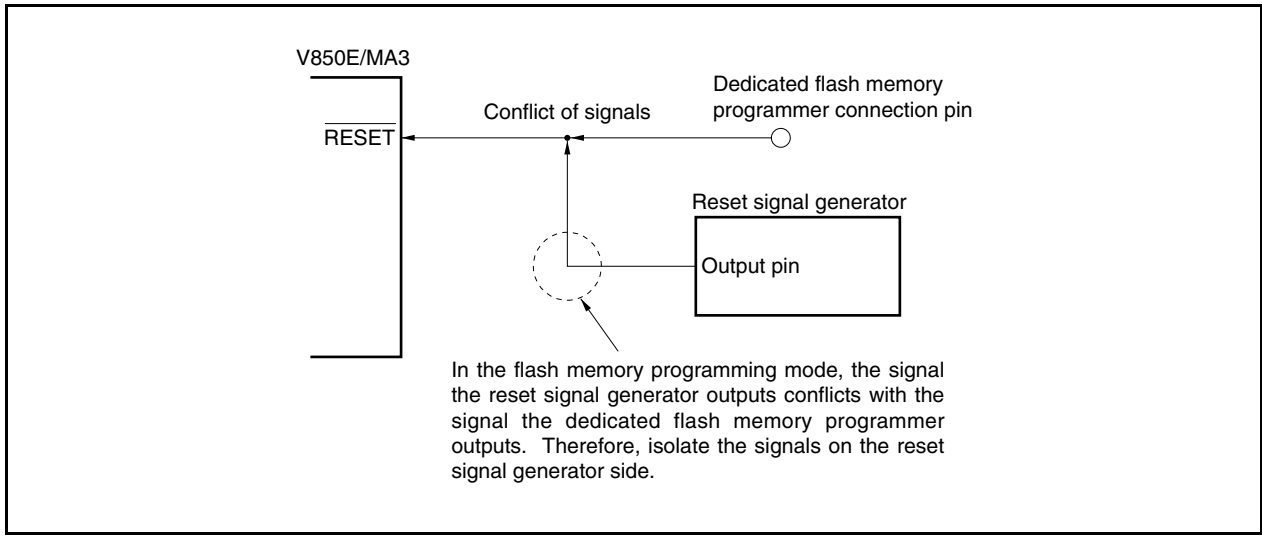 V850E/MA3
Dedicated flash memory
programmer connection pin
Conflict of signals
RESET
Reset signal generator
Output pin
In the flash memory programming mode, the signal
the reset signal generator outputs conflicts with the
signal the dedicated flash memory programmer
outputs. Therefore, isolate the signals on the reset
signal generator side.